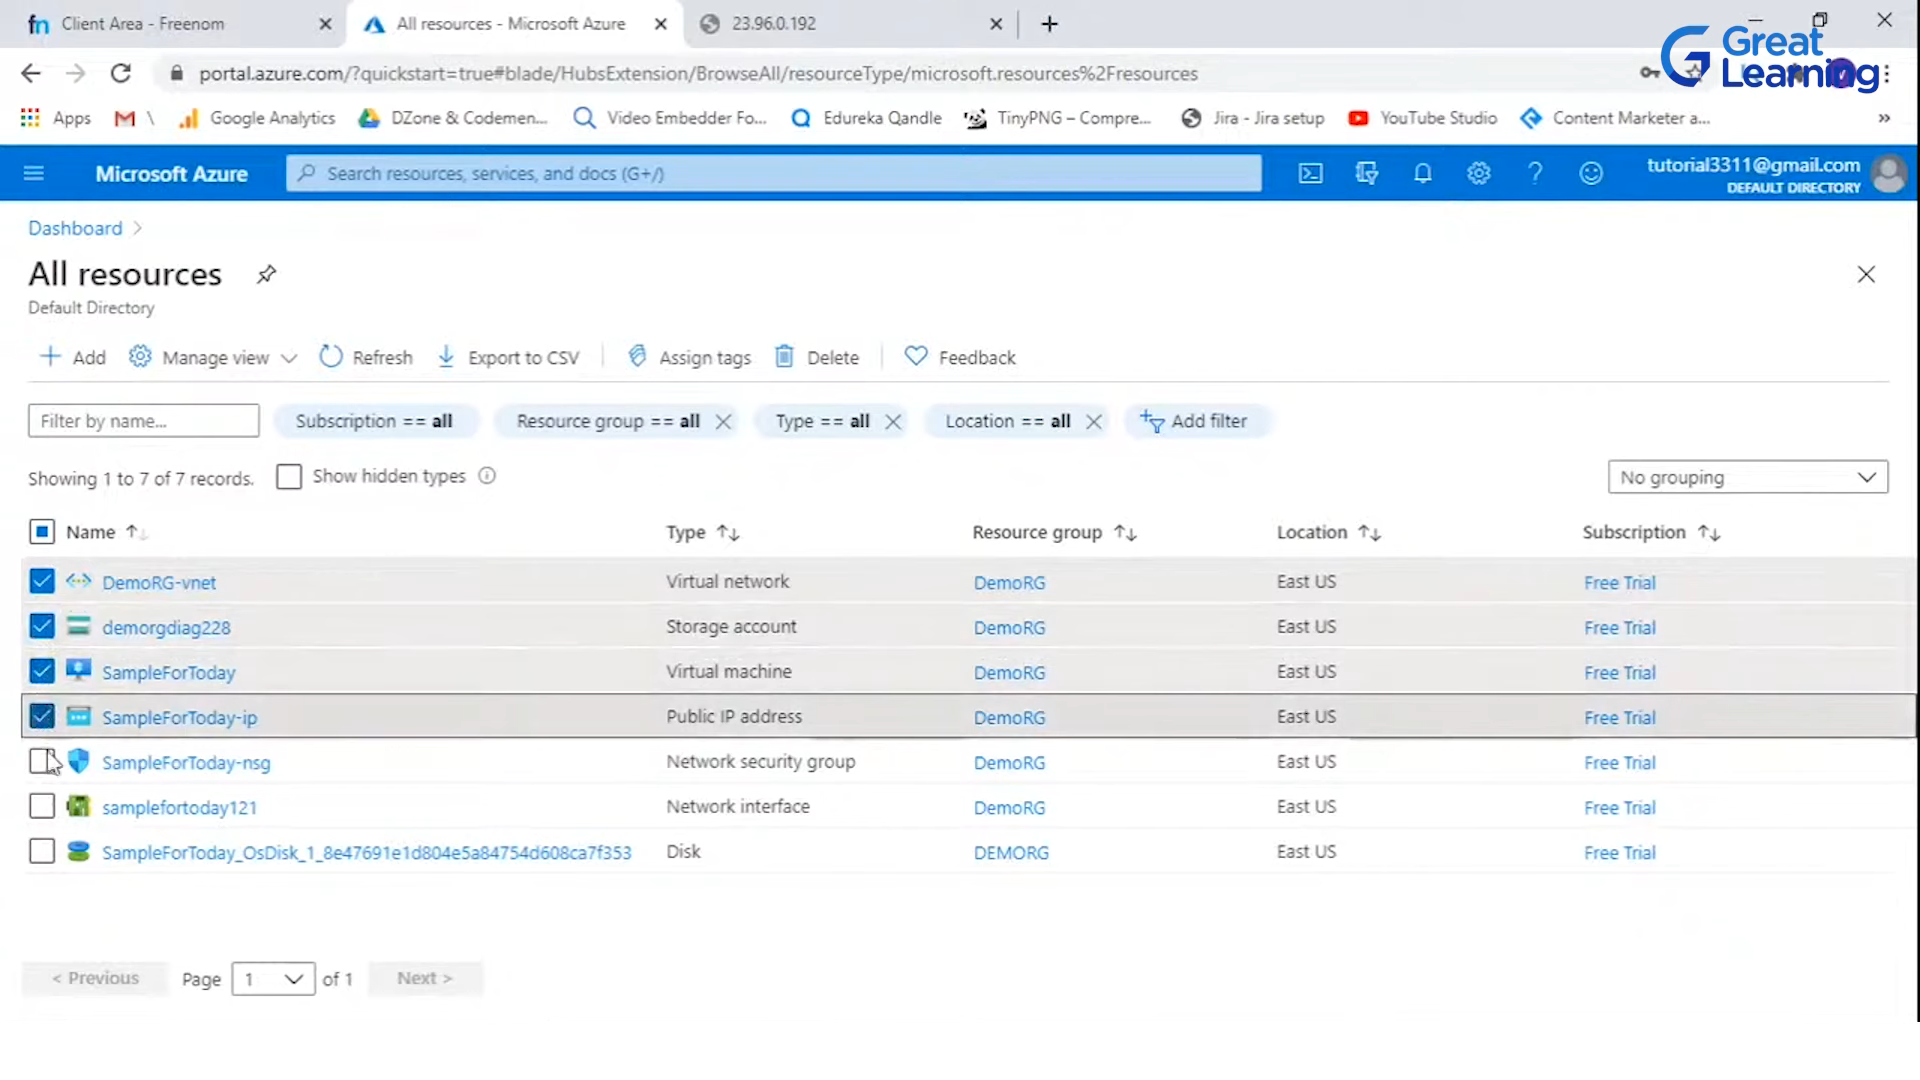 fn Client Area - Freenom
All resources - Microsoft Azure
23.96.0.192
Great Learning
portal.azure.com/?quickstart=true#blade/HubsExtension/BrowseAll/resourceType/microsoft.resources%2Fresources
Apps \ Google Analytics DZone & Codemen... Video Embedder Fo... Edureka Qandle TinyPNG – Compre... Jira - Jira setup YouTube Studio Content Marketer a... »
Microsoft Azure Search resources, services, and docs (G+/) tutorial3311@gmail.com
DEFAULT DIRECTORY
Dashboard >
All resources
Default Directory
Add Manage view Refresh Export to CSV Assign tags Delete Feedback
Filter by name... Subscription == all Resource group == all Type == all Location == all Add filter
Showing 1 to 7 of 7 records. Show hidden types No grouping
Name Type Resource group Location Subscription
DemoRG-vnet Virtual network DemoRG East US Free Trial
demorgdiag228 Storage account DemoRG East US Free Trial
SampleForToday Virtual machine DemoRG East US Free Trial
SampleForToday-ip Public IP address DemoRG East US Free Trial
SampleForToday-nsg Network security group DemoRG East US Free Trial
samplefortoday121 Network interface DemoRG East US Free Trial
SampleForToday_OsDisk_1_8e47691e1d804e5a84754d608ca7f353 Disk DEMORG East US Free Trial
< Previous Page 1 of 1 Next >